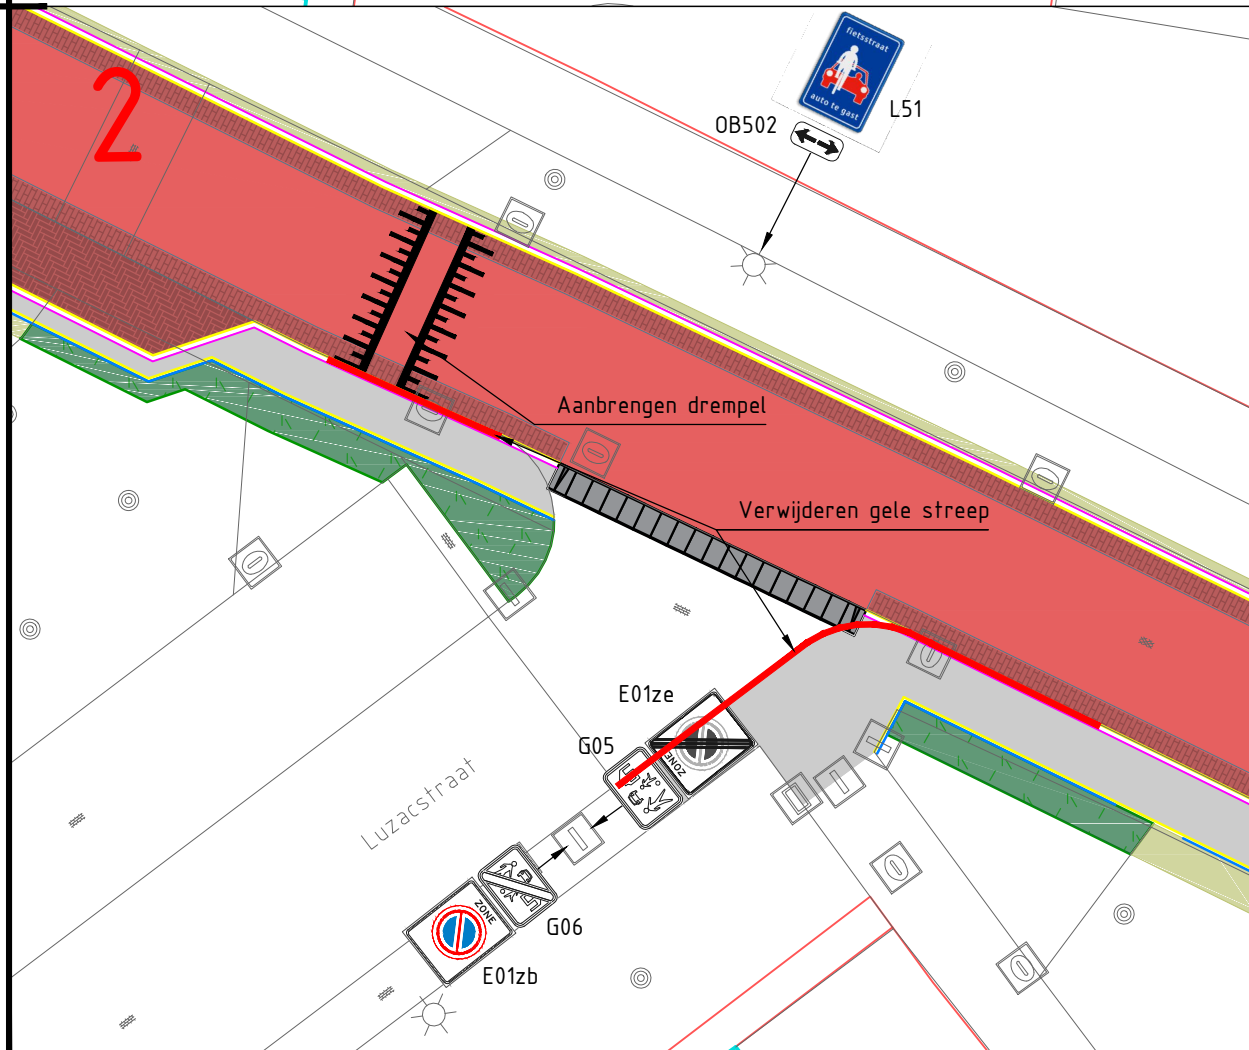 2
fietsstraat
auto te gast
L51
OB502
Aanbrengen drempel
Verwijderen gele streep
E01ze
ZONE
G05
Luzacstraat
ZONE
G06
E01zb